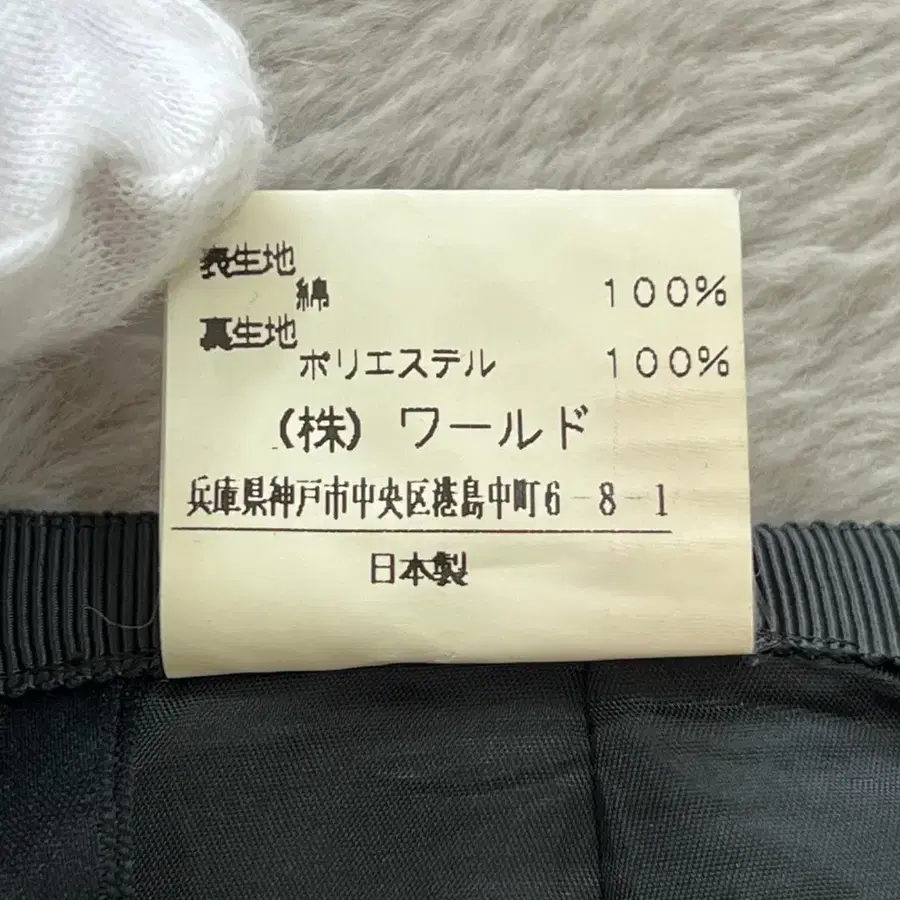 表生地
綿 100%
裏生地
ポリエステル 100%
(株) ワールド
兵庫県神戸市中央区港島中町6-8-1
日本製